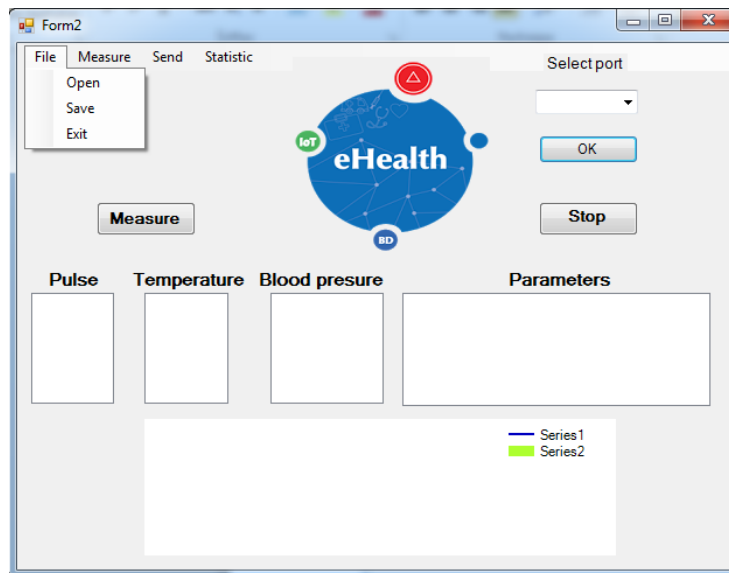 Form2
File Measure Send Statistic
Select port
Open
Save
Exit
IoT
eHealth
OK
BD
Measure
Stop
Pulse Temperature Blood presure Parameters
Series1
Series2